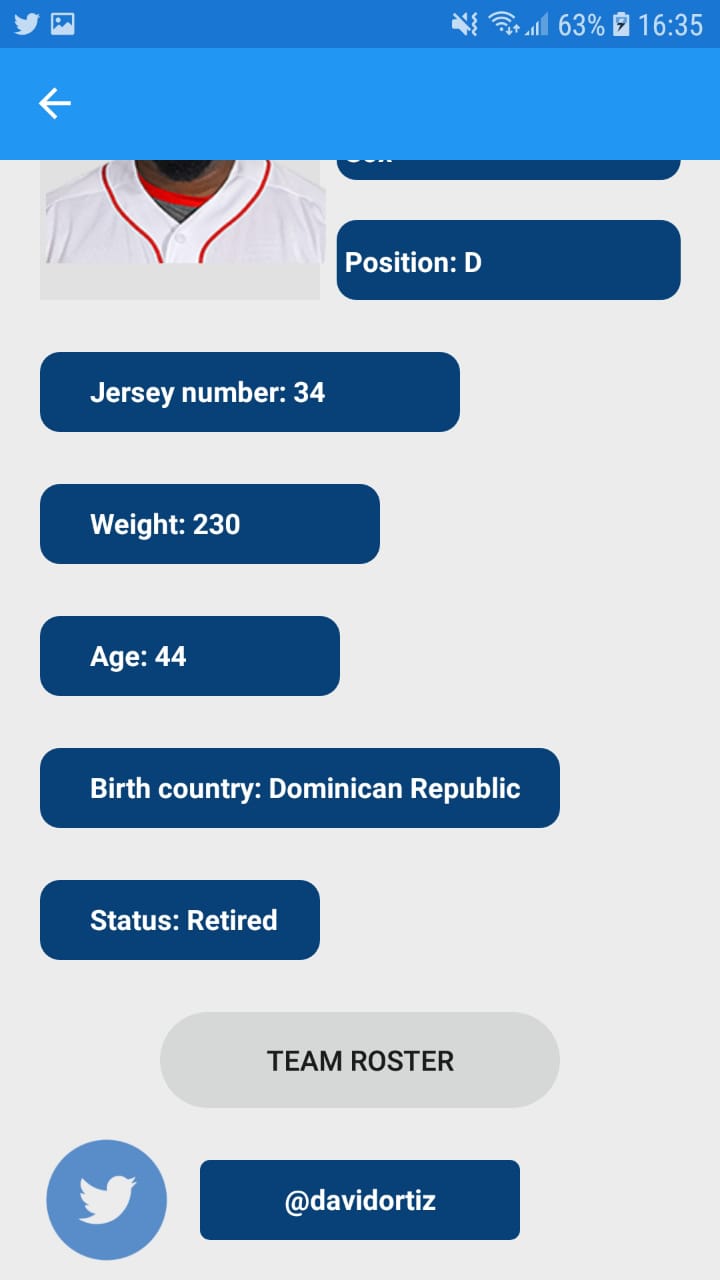 63% 16:35
Position: D
Jersey number: 34
Weight: 230
Age: 44
Birth country: Dominican Republic
Status: Retired
TEAM ROSTER
@davidortiz